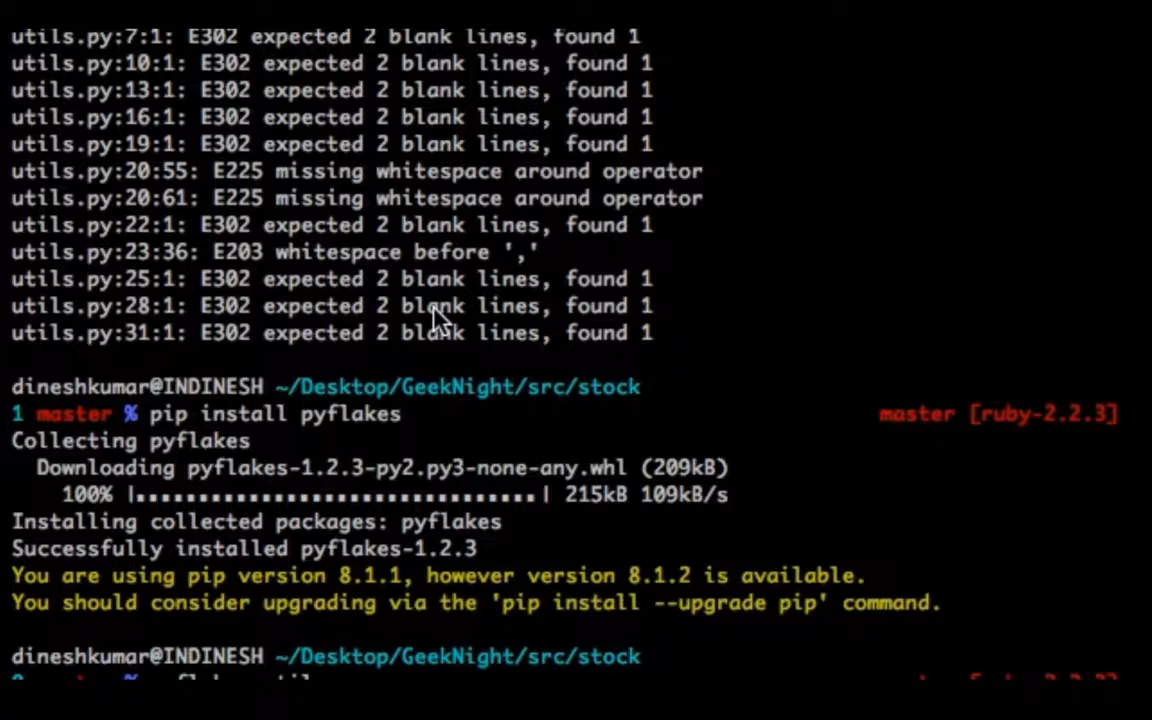 utils.py:7:1: E302 expected 2 blank lines, found 1
utils.py:10:1: E302 expected 2 blank lines, found 1
utils.py:13:1: E302 expected 2 blank lines, found 1
utils.py:16:1: E302 expected 2 blank lines, found 1
utils.py:19:1: E302 expected 2 blank lines, found 1
utils.py:20:55: E225 missing whitespace around operator
utils.py:20:61: E225 missing whitespace around operator
utils.py:22:1: E302 expected 2 blank lines, found 1
utils.py:23:36: E203 whitespace before ','
utils.py:25:1: E302 expected 2 blank lines, found 1
utils.py:28:1: E302 expected 2 blank lines, found 1
utils.py:31:1: E302 expected 2 blank lines, found 1
dineshkumar@INDINESH ~/Desktop/GeekNight/src/stock
1 master % pip install pyflakes master [ruby-2.2.3]
Collecting pyflakes
Downloading pyflakes-1.2.3-py2.py3-none-any.whl (209kB)
100% |................................| 215kB 109kB/s
Installing collected packages: pyflakes
Successfully installed pyflakes-1.2.3
You are using pip version 8.1.1, however version 8.1.2 is available.
You should consider upgrading via the 'pip install --upgrade pip' command.
dineshkumar@INDINESH ~/Desktop/GeekNight/src/stock